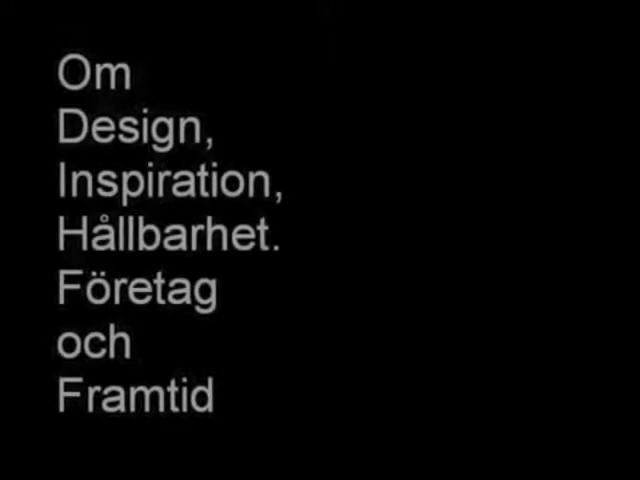 Om
Design,
Inspiration,
Hållbarhet.
Företag
och
Framtid